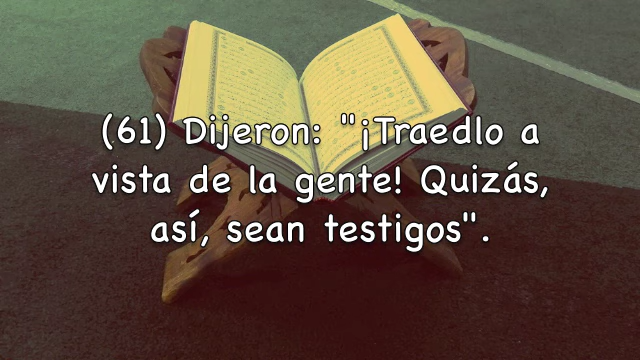 (61) Dijeron: "¡Traedlo a
vista de la gente! Quizás,
así, sean testigos".